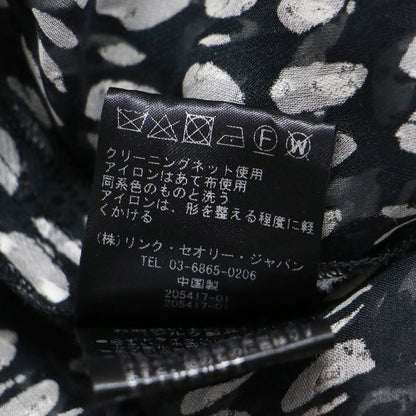 F W
クリーニングネット使用
アイロンはあて布使用
同系色のものと洗う
アイロンは、形を整える程度に軽
くかける
(株)リンク・セオリー・ジャパン
TEL 03-6865-0206
中国製
205417-01
205417-01